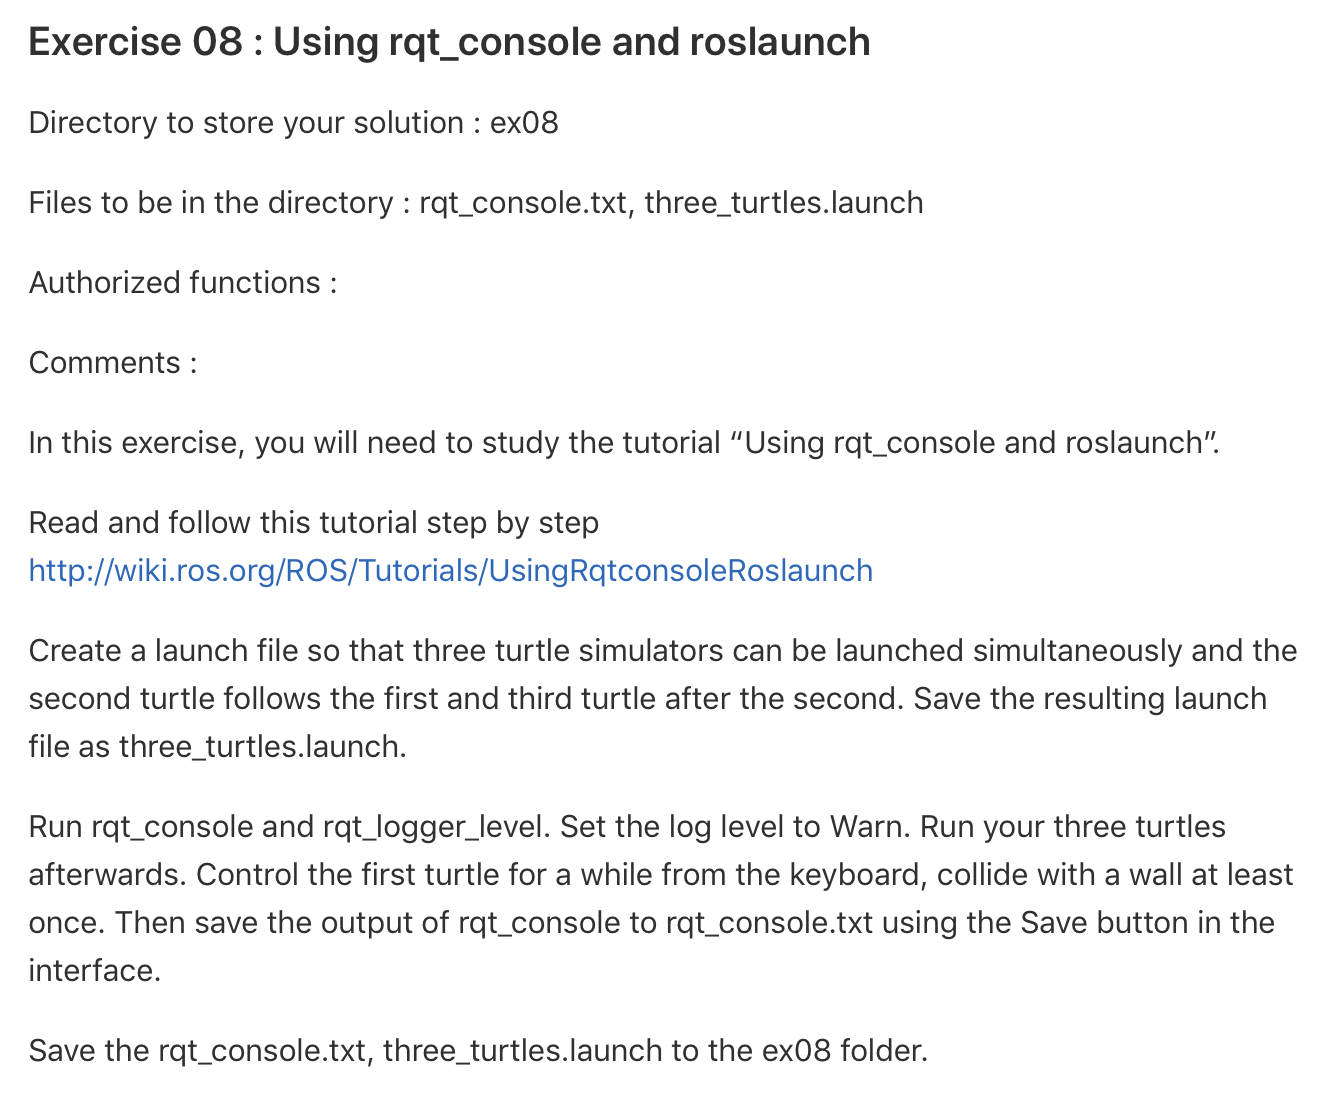 Exercise 08 : Using rqt_console and roslaunch
Directory to store your solution : ex08
Files to be in the directory : rqt_console.txt, three_turtles.launch
Authorized functions :
Comments :
In this exercise, you will need to study the tutorial “Using rqt_console and roslaunch”.
Read and follow this tutorial step by step
http://wiki.ros.org/ROS/Tutorials/UsingRqtconsoleRoslaunch
Create a launch file so that three turtle simulators can be launched simultaneously and the
second turtle follows the first and third turtle after the second. Save the resulting launch
file as three_turtles.launch.
Run rqt_console and rqt_logger_level. Set the log level to Warn. Run your three turtles
afterwards. Control the first turtle for a while from the keyboard, collide with a wall at least
once. Then save the output of rqt_console to rqt_console.txt using the Save button in the
interface.
Save the rqt_console.txt, three_turtles.launch to the ex08 folder.